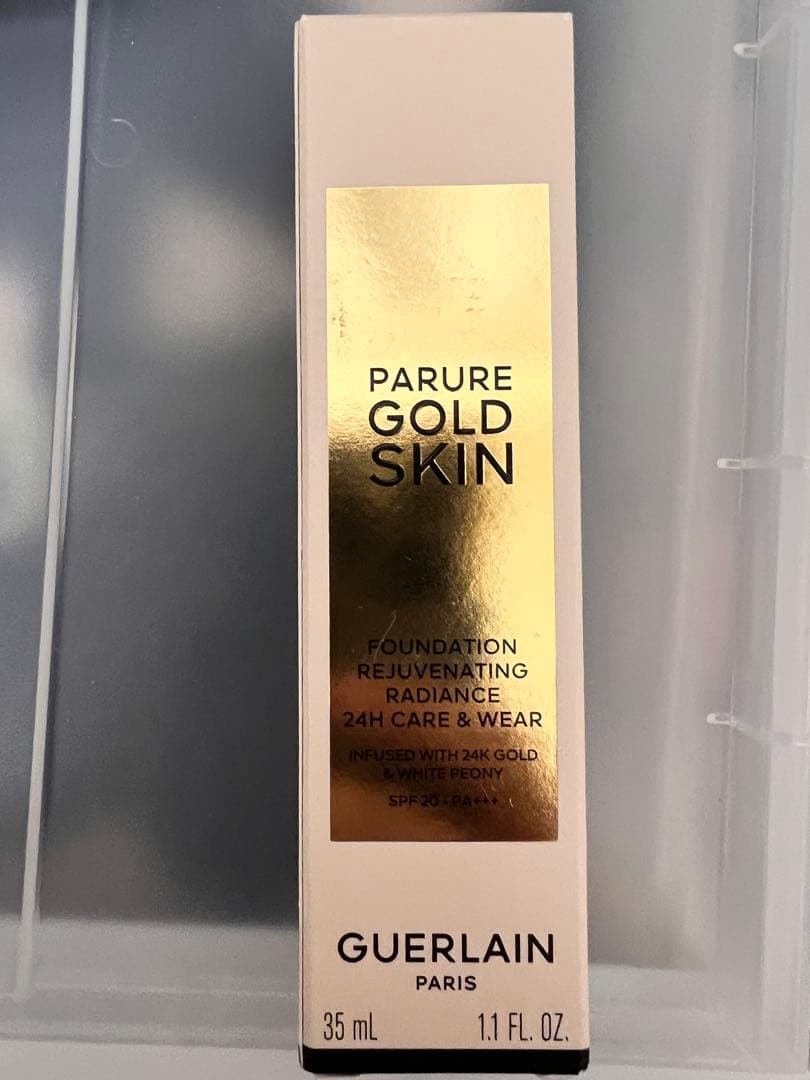 PARURE
GOLD
SKIN
FOUNDATION
REJUVENATING
RADIANCE
24H CARE & WEAR
INFUSED WITH 24K GOLD
& WHITE PEONY
SPF 20 - PA+++
GUERLAIN
PARIS
35 mL 1.1 FL. OZ.